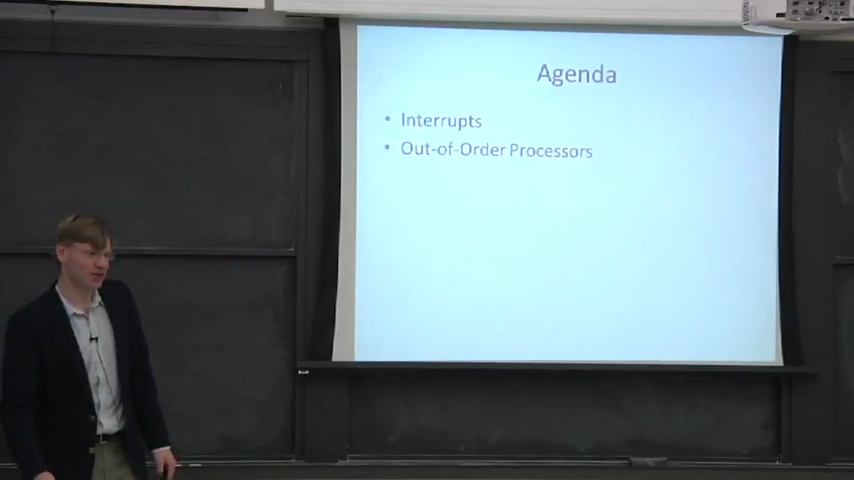 Agenda
• Interrupts
• Out-of-Order Processors